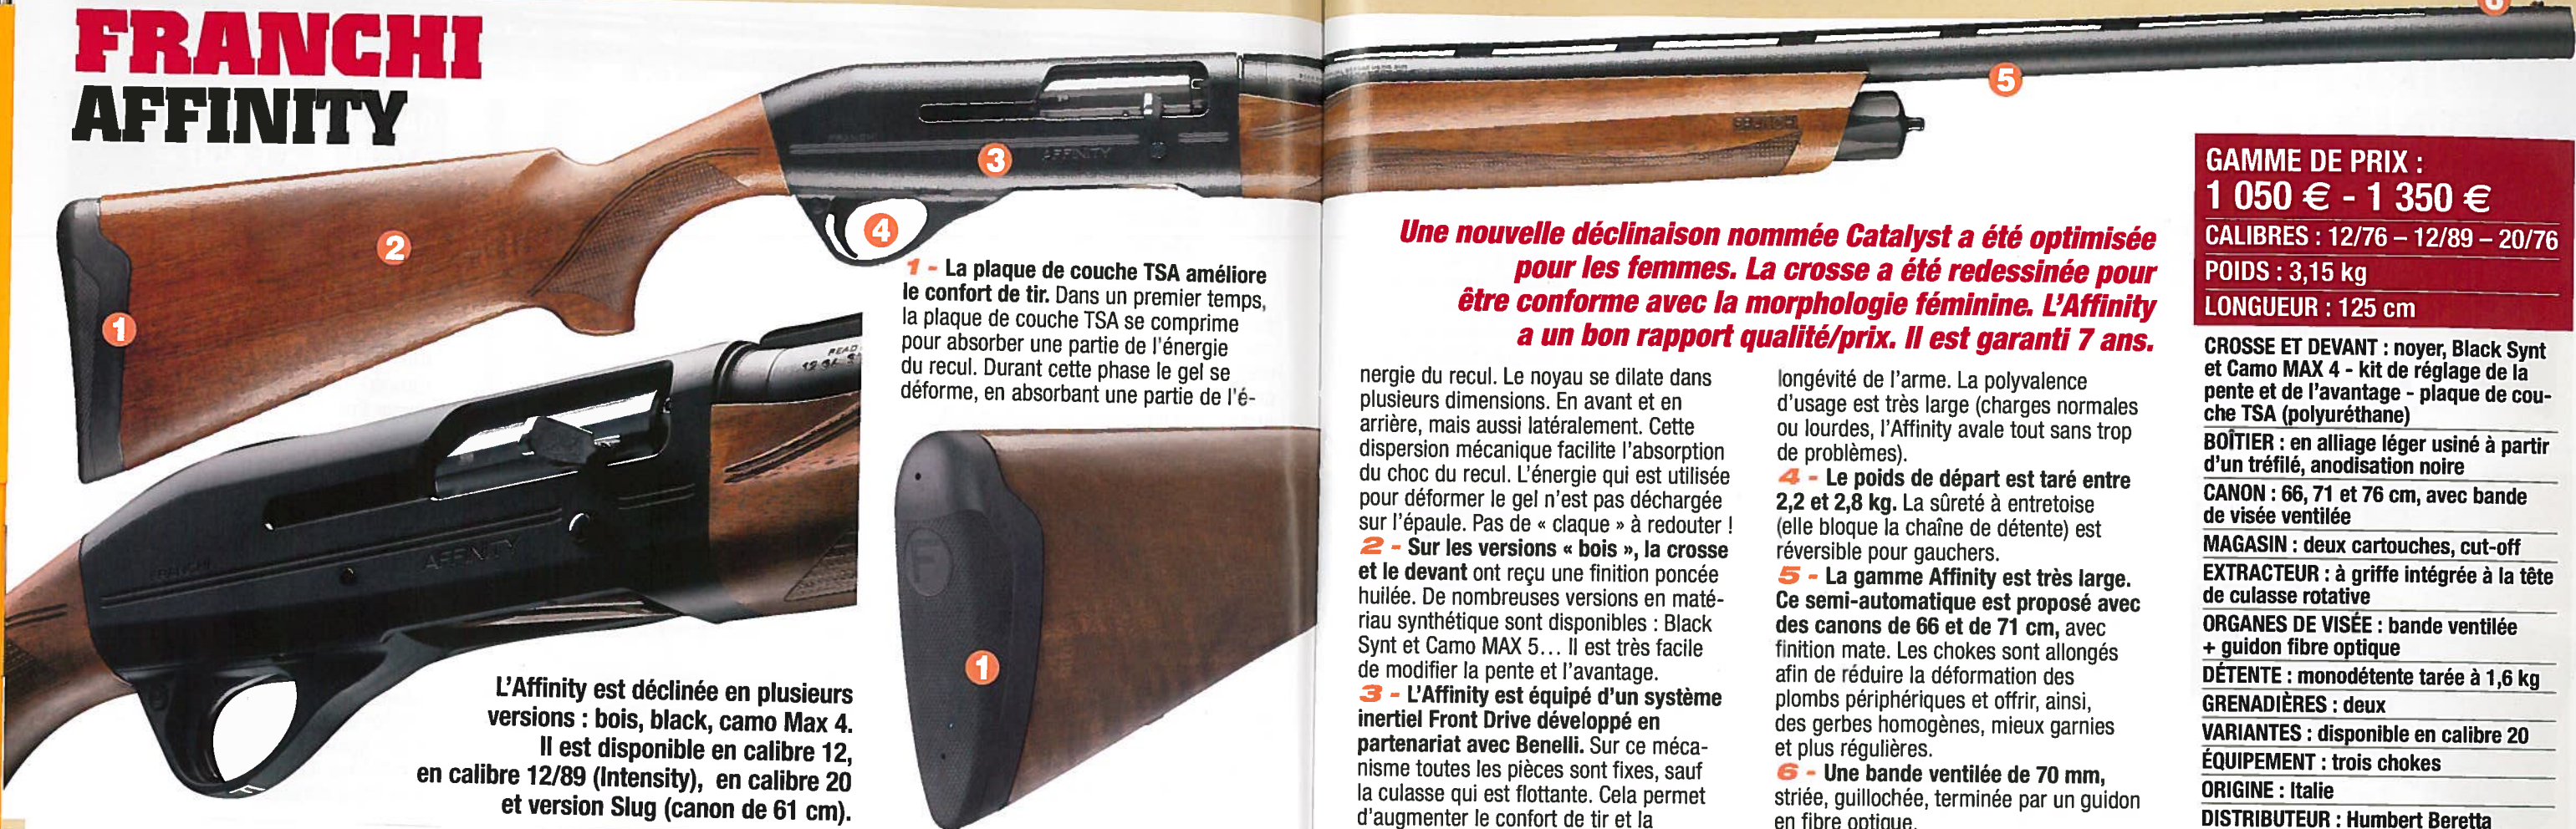 FRANCHI
AFFINITY
1 - La plaque de couche TSA améliore
le confort de tir. Dans un premier temps,
la plaque de couche TSA se comprime
pour absorber une partie de l'énergie
du recul. Durant cette phase le gel se
déforme, en absorbant une partie de l'é-
L'Affinity est déclinée en plusieurs
versions : bois, black, camo Max 4.
Il est disponible en calibre 12,
en calibre 12/89 (Intensity), en calibre 20
et version Slug (canon de 61 cm).
Une nouvelle déclinaison nommée Catalyst a été optimisée
pour les femmes. La crosse a été redessinée pour
être conforme avec la morphologie féminine. L'Affinity
a un bon rapport qualité/prix. Il est garanti 7 ans.
nergie du recul. Le noyau se dilate dans
plusieurs dimensions. En avant et en
arrière, mais aussi latéralement. Cette
dispersion mécanique facilite l'absorption
du choc du recul. L'énergie qui est utilisée
pour déformer le gel n'est pas déchargée
sur l'épaule. Pas de « claque » à redouter !
2 - Sur les versions « bois », la crosse
et le devant ont reçu une finition poncée
huilée. De nombreuses versions en maté-
riau synthétique sont disponibles : Black
Synt et Camo MAX 5... Il est très facile
de modifier la pente et l'avantage.
3 - L'Affinity est équipé d'un système
inertiel Front Drive développé en
partenariat avec Benelli. Sur ce méca-
nisme toutes les pièces sont fixes, sauf
la culasse qui est flottante. Cela permet
d'augmenter le confort de tir et la
longévité de l'arme. La polyvalence
d'usage est très large (charges normales
ou lourdes, l'Affinity avale tout sans trop
de problèmes).
4 - Le poids de départ est taré entre
2,2 et 2,8 kg. La sûreté à entretoise
(elle bloque la chaîne de détente) est
réversible pour gauchers.
5 - La gamme Affinity est très large.
Ce semi-automatique est proposé avec
des canons de 66 et de 71 cm, avec
finition mate. Les chokes sont allongés
afin de réduire la déformation des
plombs périphériques et offrir, ainsi,
des gerbes homogènes, mieux garnies
et plus régulières.
6 - Une bande ventilée de 70 mm,
striée, guillochée, terminée par un guidon
en fibre optique.
GAMME DE PRIX :
1 050 € - 1 350 €
CALIBRES : 12/76 – 12/89 – 20/76
POIDS : 3,15 kg
LONGUEUR : 125 cm
CROSSE ET DEVANT : noyer, Black Synt
et Camo MAX 4 - kit de réglage de la
pente et de l'avantage - plaque de cou-
che TSA (polyuréthane)
BOÎTIER : en alliage léger usiné à partir
d'un tréfilé, anodisation noire
CANON : 66, 71 et 76 cm, avec bande
de visée ventilée
MAGASIN : deux cartouches, cut-off
EXTRACTEUR : à griffe intégrée à la tête
de culasse rotative
ORGANES DE VISÉE : bande ventilée
+ guidon fibre optique
DÉTENTE : monodétente tarée à 1,6 kg
GRENADIÈRES : deux
VARIANTES : disponible en calibre 20
ÉQUIPEMENT : trois chokes
ORIGINE : Italie
DISTRIBUTEUR : Humbert Beretta
1
2
3
4
5
6
1
FRANCHI
AFFINITY
FRANCHI
AFFINITY
F